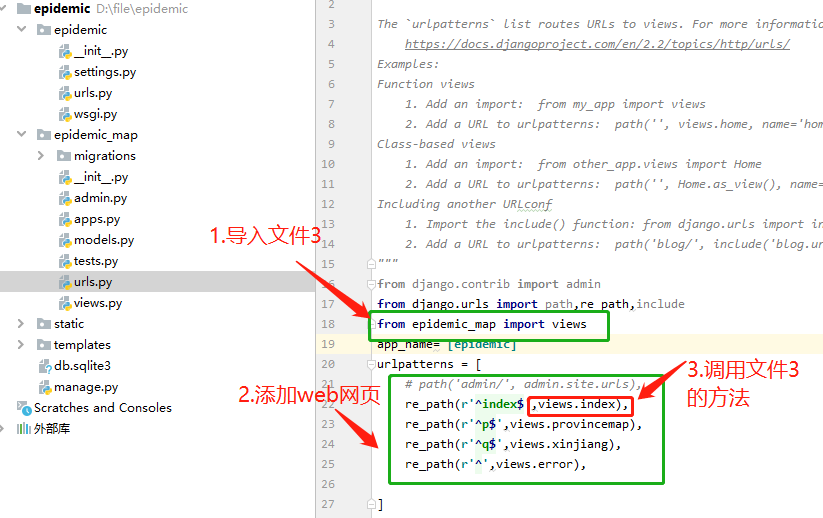 epidemic D:\file\epidemic
epidemic
__init__.py
settings.py
urls.py
wsgi.py
epidemic_map
migrations
__init__.py
admin.py
apps.py
models.py
tests.py
urls.py
views.py
static
templates
db.sqlite3
manage.py
Scratches and Consoles
外部库
1.导入文件3
2.添加web网页
3.调用文件3
的方法
2
3 The `urlpatterns` list routes URLs to views. For more informatio
4 https://docs.djangoproject.com/en/2.2/topics/http/urls/
5 Examples:
6 Function views
7 1. Add an import: from my_app import views
8 2. Add a URL to urlpatterns: path('', views.home, name='hom
9 Class-based views
10 1. Add an import: from other_app.views import Home
11 2. Add a URL to urlpatterns: path('', Home.as_view(), name=
12 Including another URLconf
13 1. Import the include() function: from django.urls import in
14 2. Add a URL to urlpatterns: path('blog/', include('blog.ur
15 """
16 from django.contrib import admin
17 from django.urls import path,re_path,include
18 from epidemic_map import views
19 app_name= [epidemic]
20 urlpatterns = [
21 # path('admin/', admin.site.urls),
22 re_path(r'^index$',views.index),
23 re_path(r'^p$',views.provincemap),
24 re_path(r'^q$',views.xinjiang),
25 re_path(r'^',views.error),
26
27 ]